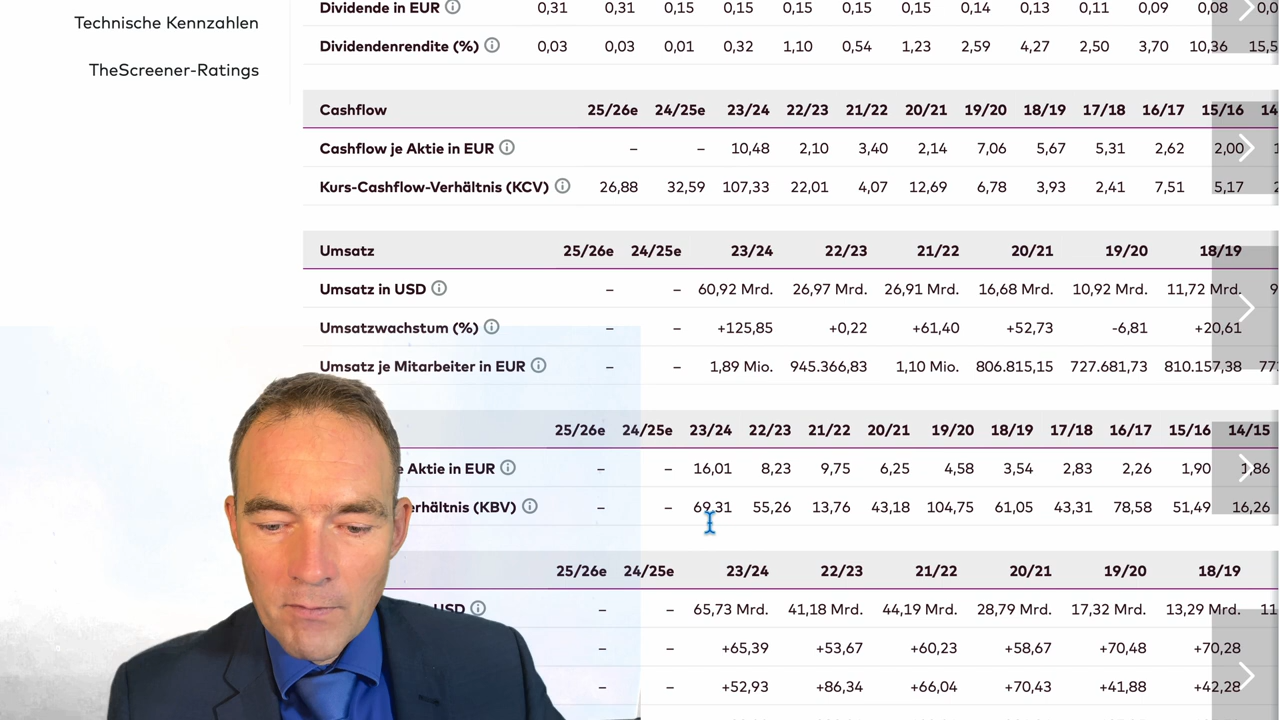 Technische Kennzahlen
TheScreener-Ratings
Dividende in EUR 0,31 0,31 0,15 0,15 0,15 0,15 0,15 0,14 0,13 0,11 0,09 0,08
Dividendenrendite (%) 0,03 0,03 0,01 0,32 1,10 0,54 1,23 2,59 4,27 2,50 3,70 10,36
Cashflow 25/26e 24/25e 23/24 22/23 21/22 20/21 19/20 18/19 17/18 16/17 15/16 14
Cashflow je Aktie in EUR – – 10,48 2,10 3,40 2,14 7,06 5,67 5,31 2,62 2,00
Kurs-Cashflow-Verhältnis (KCV) 26,88 32,59 107,33 22,01 4,07 12,69 6,78 3,93 2,41 7,51 5,17
Umsatz 25/26e 24/25e 23/24 22/23 21/22 20/21 19/20 18/19
Umsatz in USD – – 60,92 Mrd. 26,97 Mrd. 26,91 Mrd. 16,68 Mrd. 10,92 Mrd. 11,72 Mrd. 9
Umsatzwachstum (%) – – +125,85 +0,22 +61,40 +52,73 -6,81 +20,61
Umsatz je Mitarbeiter in EUR – – 1,89 Mio. 945.366,83 1,10 Mio. 806.815,15 727.681,73 810.157,38 77
25/26e 24/25e 23/24 22/23 21/22 20/21 19/20 18/19 17/18 16/17 15/16 14/15
e Aktie in EUR – – 16,01 8,23 9,75 6,25 4,58 3,54 2,83 2,26 1,90 1,86
erhältnis (KBV) – – 69,31 55,26 13,76 43,18 104,75 61,05 43,31 78,58 51,49 16,26
25/26e 24/25e 23/24 22/23 21/22 20/21 19/20 18/19
USD – – 65,73 Mrd. 41,18 Mrd. 44,19 Mrd. 28,79 Mrd. 17,32 Mrd. 13,29 Mrd. 11
– – +65,39 +53,67 +60,23 +58,67 +70,48 +70,28
– – +52,93 +86,34 +66,04 +70,43 +41,88 +42,28